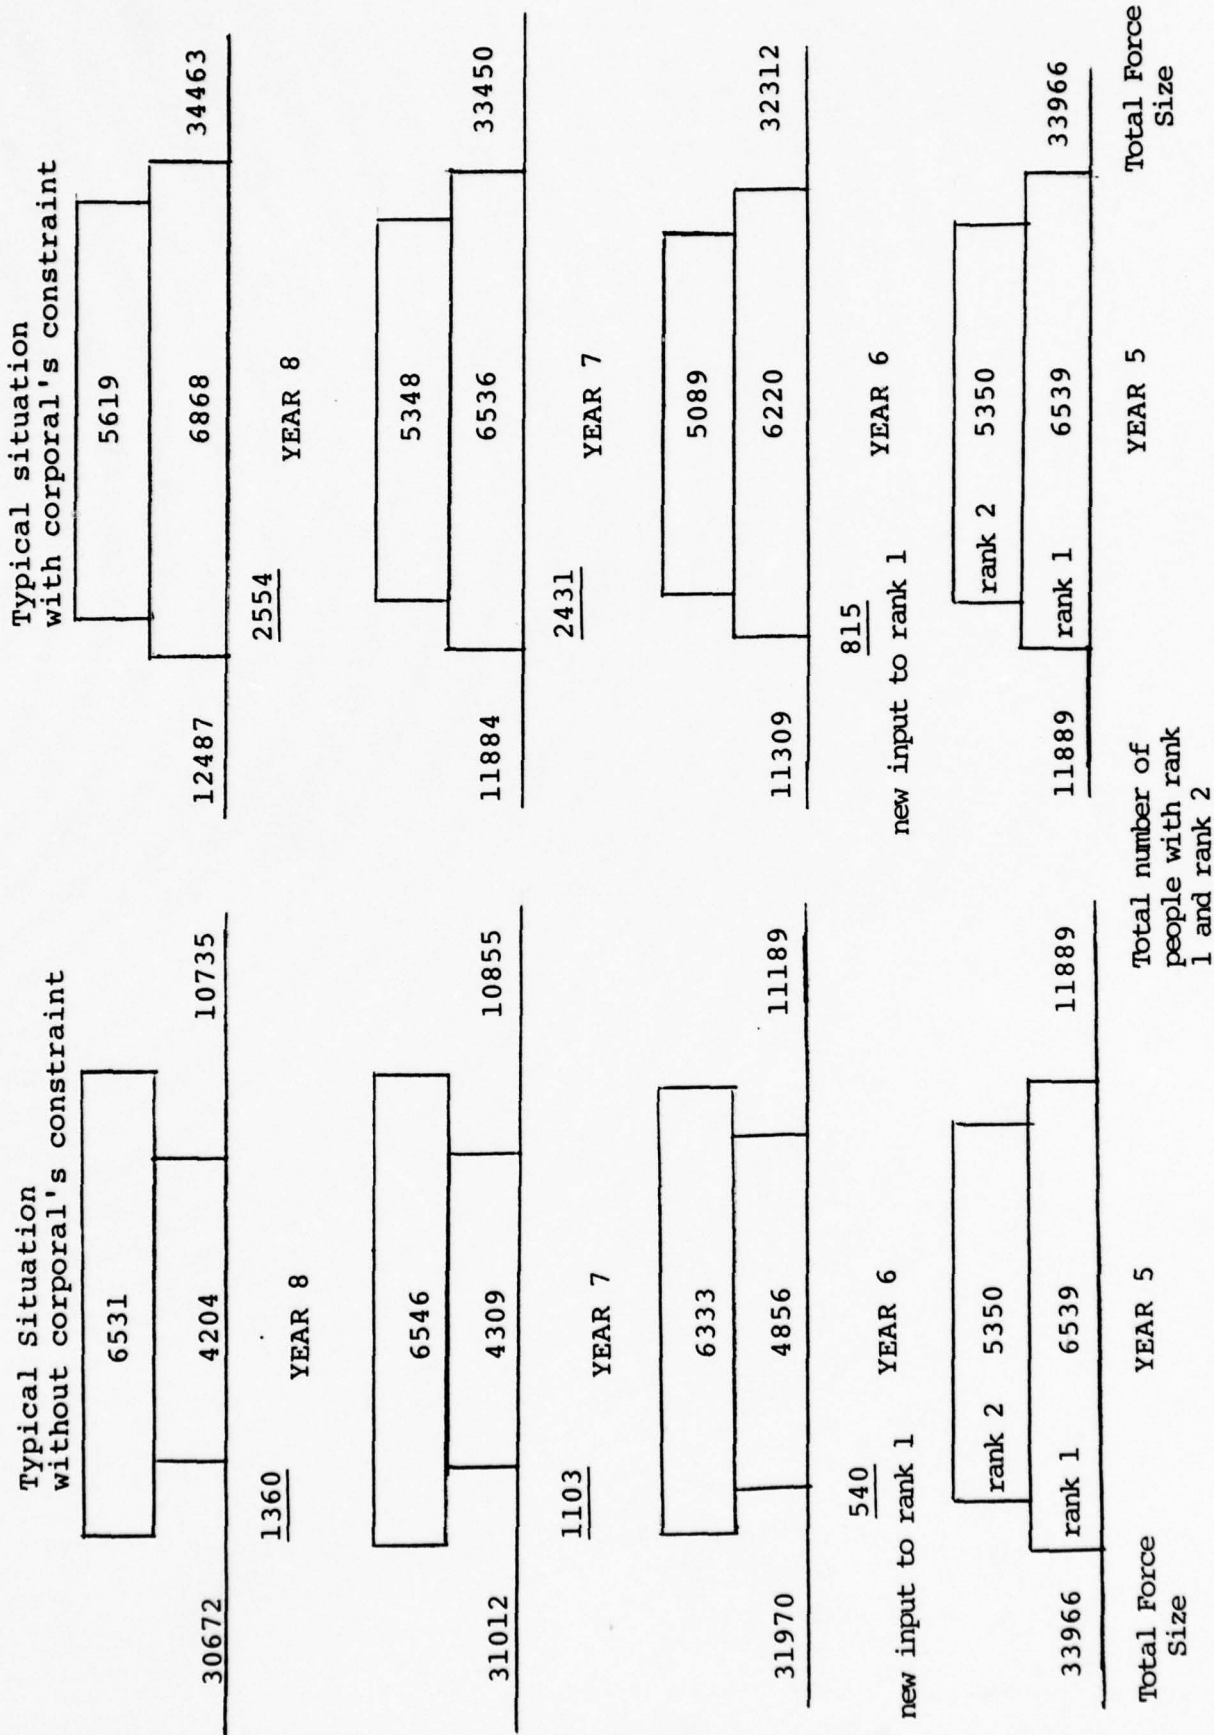 Typical Situation
without corporal's constraint
6531
30672 4204 10735
1360 YEAR 8
6546
31012 4309 10855
1103 YEAR 7
6333
31970 4856 11189
540 YEAR 6
new input to rank 1
rank 2 5350
33966 rank 1 6539 11889
Total Force
Size
YEAR 5
Total number of
people with rank
1 and rank 2
Typical situation
with corporal's constraint
5619
12487 6868 34463
2554 YEAR 8
5348
11884 6536 33450
2431 YEAR 7
5089
11309 6220 32312
815 YEAR 6
new input to rank 1
rank 2 5350
11889 rank 1 6539 33966
YEAR 5
Total Force
Size